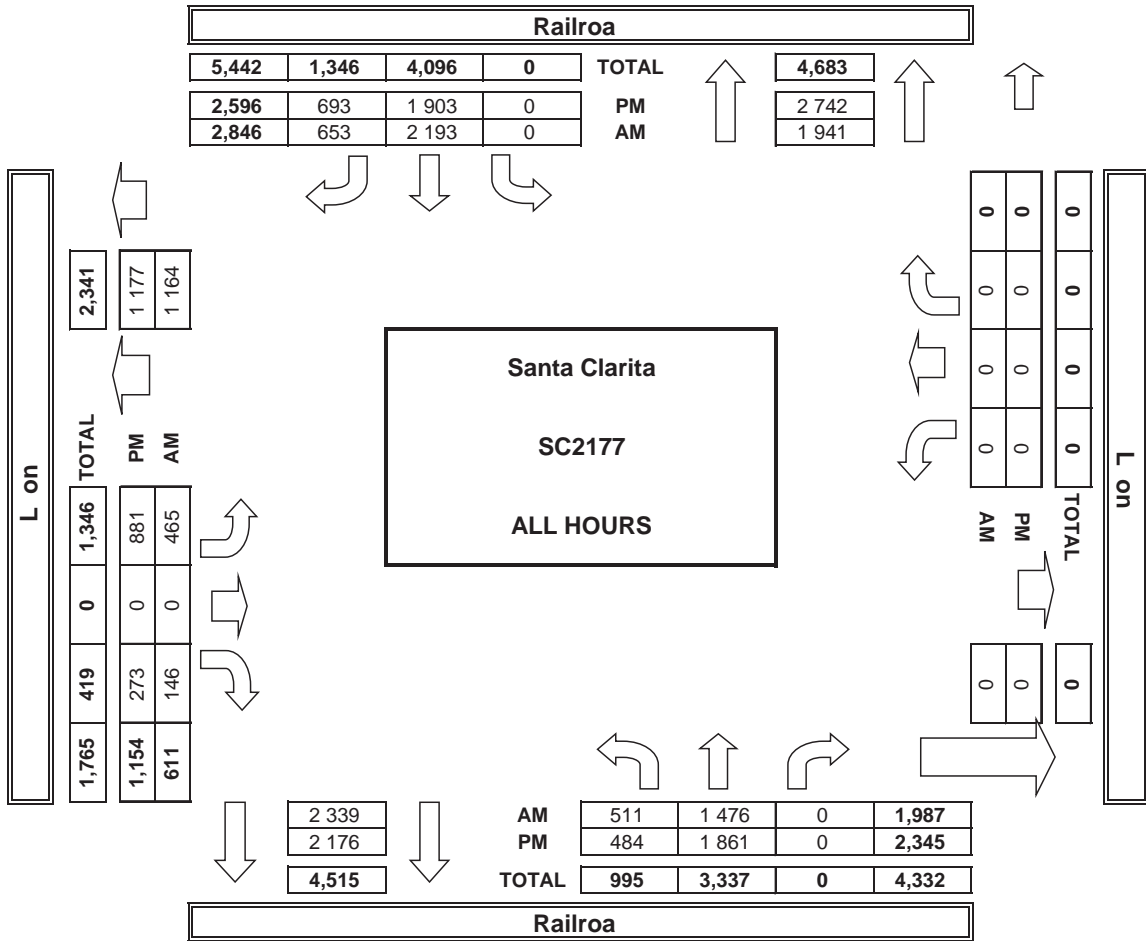 Railroa
5,442 1,346 4,096 0 TOTAL 4,683
2,596 693 1 903 0 PM 2 742
2,846 653 2 193 0 AM 1 941
L on
2,341
1 177
1 164
TOTAL
PM
AM
1,346 0 419 1,765
881 0 273 1,154
465 0 146 611
Santa Clarita
SC2177
ALL HOURS
0 0 0 0 TOTAL
0 0 0 0 PM
0 0 0 0 AM
0
0
0
L on
2 339 AM 511 1 476 0 1,987
2 176 PM 484 1 861 0 2,345
4,515 TOTAL 995 3,337 0 4,332
Railroa